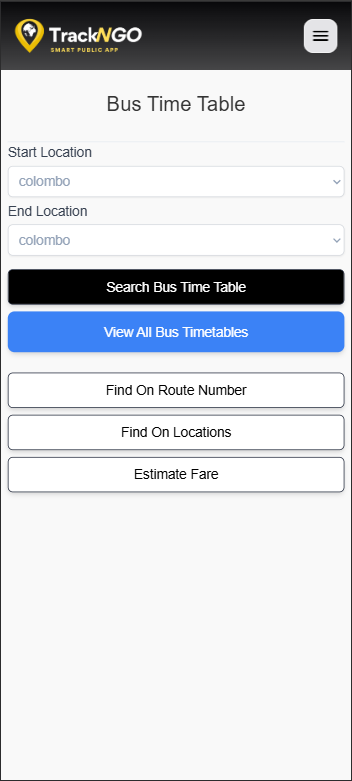 TrackNGO
SMART PUBLIC APP
Bus Time Table
Start Location
colombo
End Location
colombo
Search Bus Time Table
View All Bus Timetables
Find On Route Number
Find On Locations
Estimate Fare